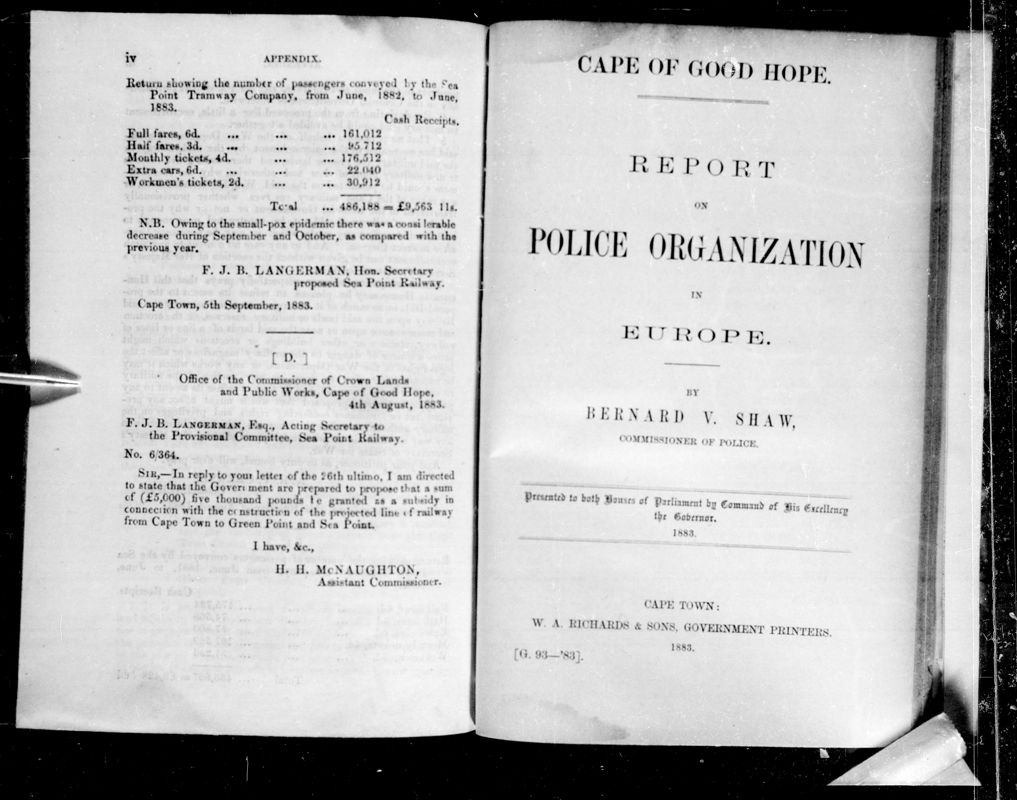 iv APPENDIX.
Return showing the number of passengers conveyed by the Sea
Point Tramway Company, from June, 1882, to June,
1883.
Cash Receipts.
Full fares, 6d. ... ... ... 161,012
Half fares, 3d. ... ... ... 95,712
Monthly tickets, 4d. ... ... 176,512
Extra cars, 6d. ... ... ... 22,040
Workmen's tickets, 2d. ... ... 30,912
Total ... 486,188 = £9,563 11s.
N.B. Owing to the small-pox epidemic there was a considerable
decrease during September and October, as compared with the
previous year.
F. J. B. LANGERMAN, Hon. Secretary
proposed Sea Point Railway.
Cape Town, 5th September, 1883.
[ D. ]
Office of the Commissioner of Crown Lands
and Public Works, Cape of Good Hope,
4th August, 1883.
F. J. B. LANGERMAN, Esq., Acting Secretary to
the Provisional Committee, Sea Point Railway.
No. 6/364.
SIR,—In reply to your letter of the 26th ultimo, I am directed
to state that the Government are prepared to propose that a sum
of (£5,000) five thousand pounds be granted as a subsidy in
connection with the construction of the projected line of railway
from Cape Town to Green Point and Sea Point.
I have, &c.,
H. H. McNAUGHTON,
Assistant Commissioner.
CAPE OF GOOD HOPE.
REPORT
ON
POLICE ORGANIZATION
IN
EUROPE.
BY
BERNARD V. SHAW,
COMMISSIONER OF POLICE.
Presented to both Houses of Parliament by Command of His Excellency
the Governor.
1883.
CAPE TOWN:
W. A. RICHARDS & SONS, GOVERNMENT PRINTERS.
1883.
[G. 93—'83].